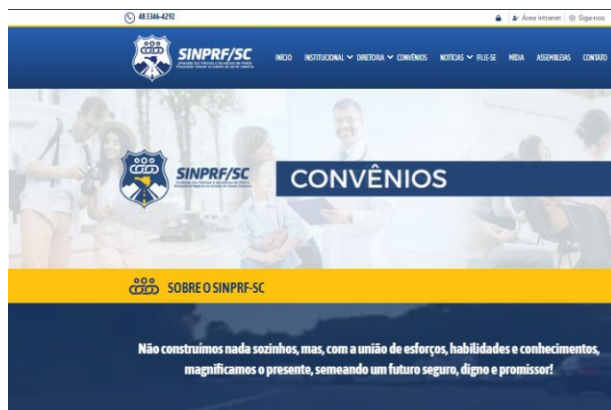 48 3346-4292
Área intranet
Siga-nos
SINPRF/SC
INÍCIO INSTITUCIONAL DIRETORIA CONVÊNIOS NOTÍCIAS FILIE-SE MÍDIA ASSEMBLEIAS CONTATO
SINPRF/SC
CONVÊNIOS
SOBRE O SINPRF-SC
Não construímos nada sozinhos, mas, com a união de esforços, habilidades e conhecimentos,
magnificamos o presente, semeando um futuro seguro, digno e promissor!